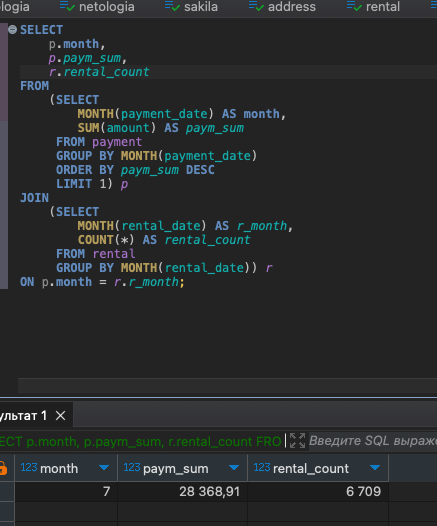 ologia netologia sakila address rental
SELECT
p.month,
p.paym_sum,
r.rental_count
FROM
(SELECT
MONTH(payment_date) AS month,
SUM(amount) AS paym_sum
FROM payment
GROUP BY MONTH(payment_date)
ORDER BY paym_sum DESC
LIMIT 1) p
JOIN
(SELECT
MONTH(rental_date) AS r_month,
COUNT(*) AS rental_count
FROM rental
GROUP BY MONTH(rental_date)) r
ON p.month = r.r_month;
ультат 1
ECT p.month, p.paym_sum, r.rental_count FRO Введите SQL выраже
123 month 123 paym_sum 123 rental_count
7 28 368,91 6 709